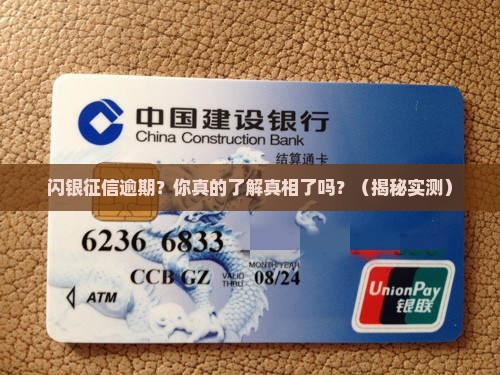 中国建设银行
China Construction Bank
结算通卡
闪银征信逾期？你真的了解真相了吗？（揭秘实测）
6236 6833
MONTH/YEAR
CCB GZ VALID THRU 08/24
ATM
UnionPay
银联